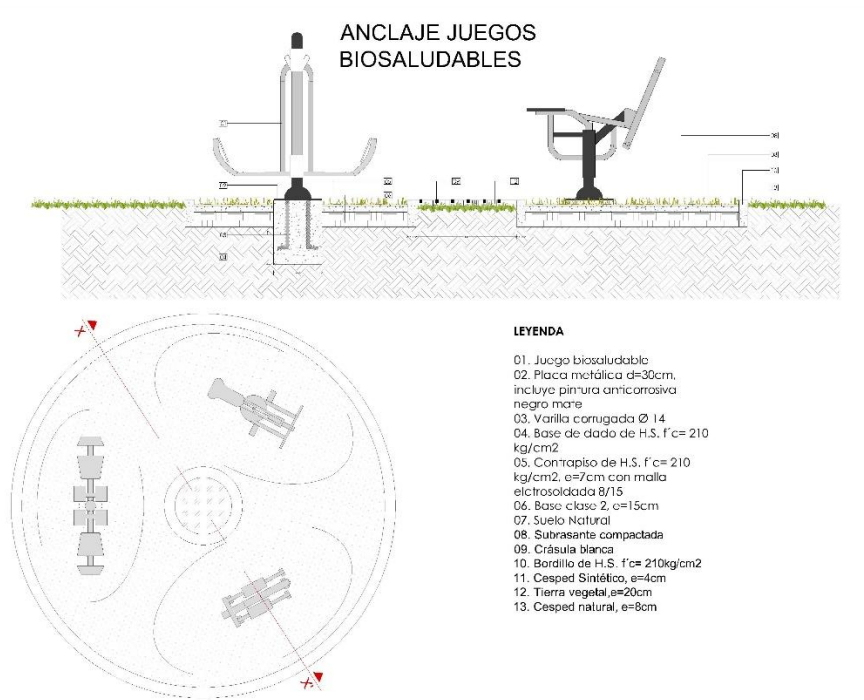 ANCLAJE JUEGOS
BIOSALUDABLES
LEYENDA
01. Juego biosaludable
02. Placa metálica d=30cm,
incluye pintura anticorrosiva
negro mate
03. Varilla corrugada Ø 14
04. Base de dado de H.S. f´c= 210
kg/cm2
05. Contrapiso de H.S. f´c= 210
kg/cm2, e=7cm con malla
elctrosoldada 8/15
06. Base clase 2, e=15cm
07. Suelo Natural
08. Subrasante compactada
09. Crásula blanca
10. Bordillo de H.S. f´c= 210kg/cm2
11. Cesped Sintético, e=4cm
12. Tierra vegetal,e=20cm
13. Cesped natural, e=8cm